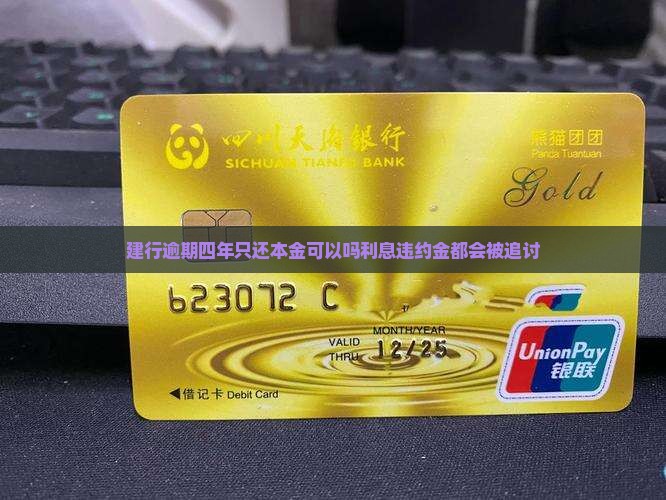 四川天府銀行
SICHUAN TIANFU BANK
熊猫团团
Panda Tuantuan
Gold
建行逾期四年只还本金可以吗利息违约金都会被追讨
623072 C
MONTH/YEAR
VALID THRU 12/25
借记卡 Debit Card
UnionPay
银联